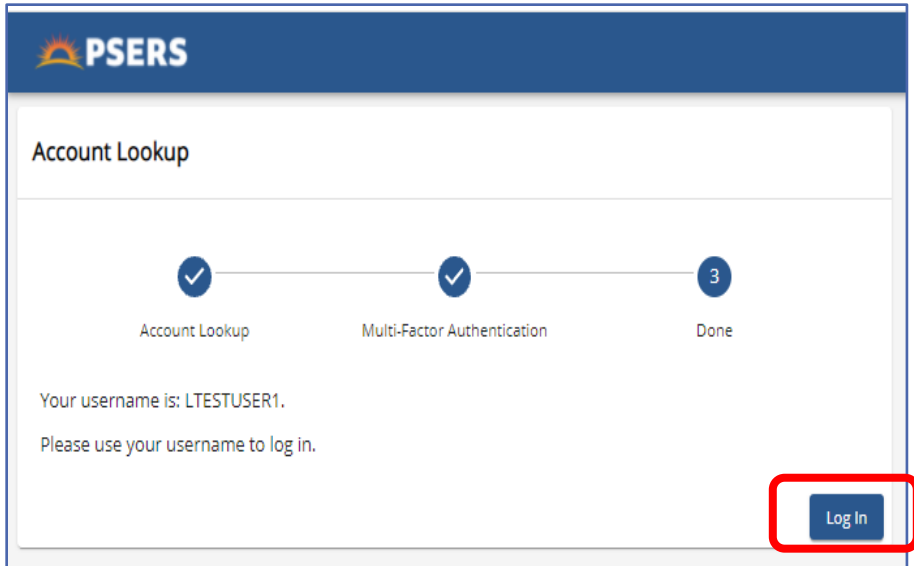 PSERS
Account Lookup
3
Account Lookup
Multi-Factor Authentication
Done
Your username is: LTESTUSER1.
Please use your username to log in.
Log In